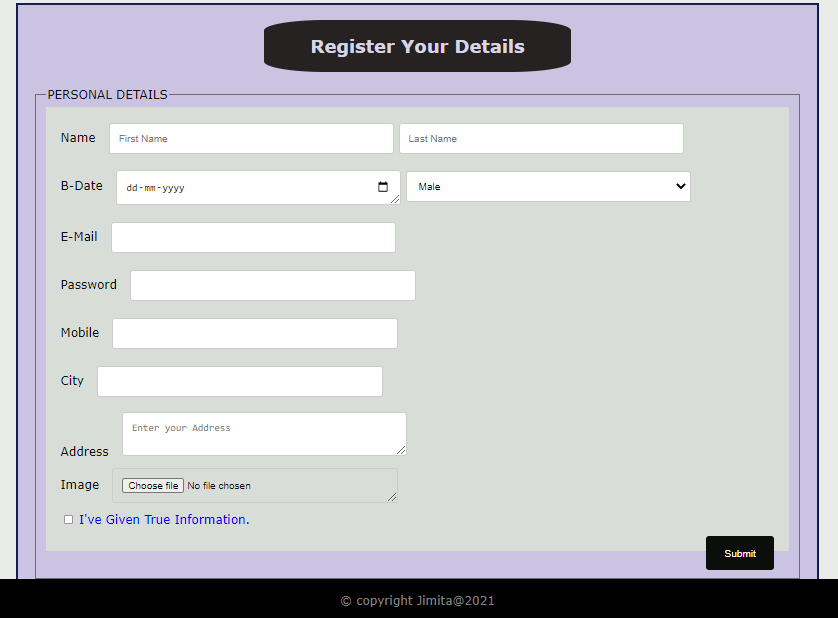 Register Your Details
PERSONAL DETAILS
Name First Name Last Name
B-Date dd-mm-yyyy Male
E-Mail
Password
Mobile
City
Address Enter your Address
Image Choose file No file chosen
I've Given True Information.
Submit
© copyright Jimita@2021